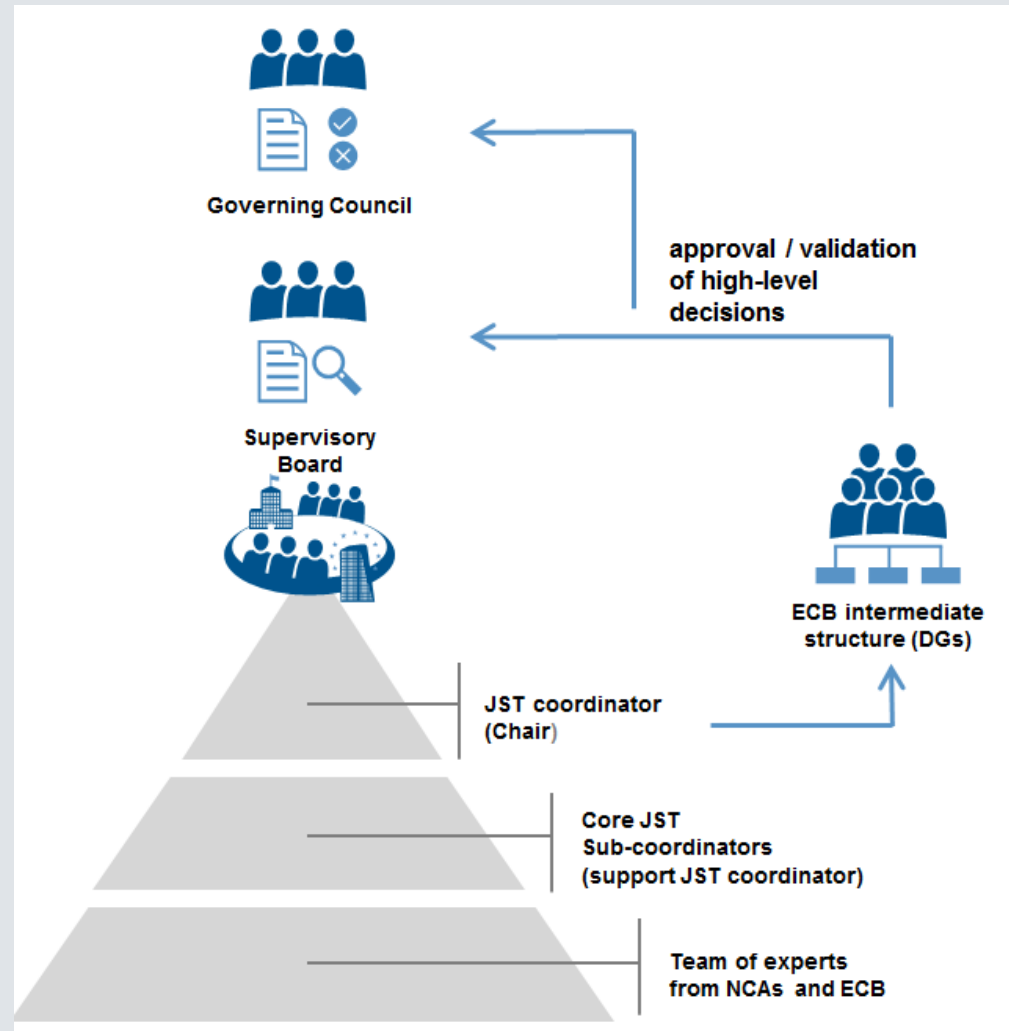 Governing Council
approval / validation
of high-level
decisions
Supervisory
Board
ECB intermediate
structure (DGs)
JST coordinator
(Chair)
Core JST
Sub-coordinators
(support JST coordinator)
Team of experts
from NCAs and ECB